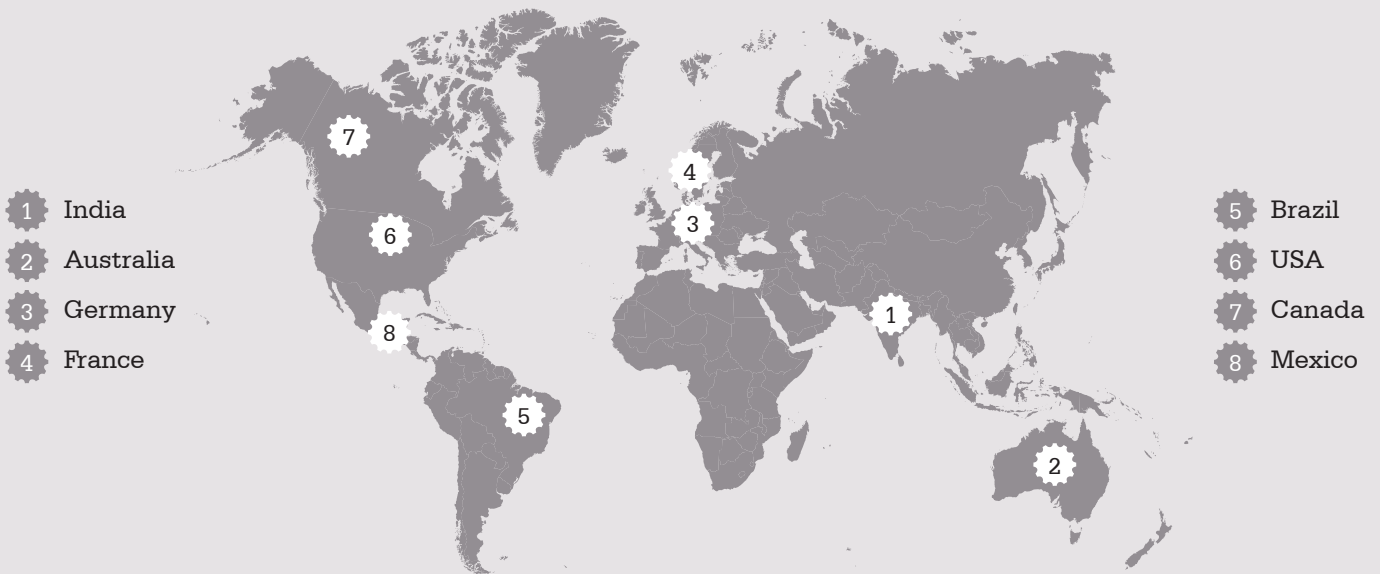 1 India
2 Australia
3 Germany
4 France
7
6
8
5
4
3
1
2
5 Brazil
6 USA
7 Canada
8 Mexico